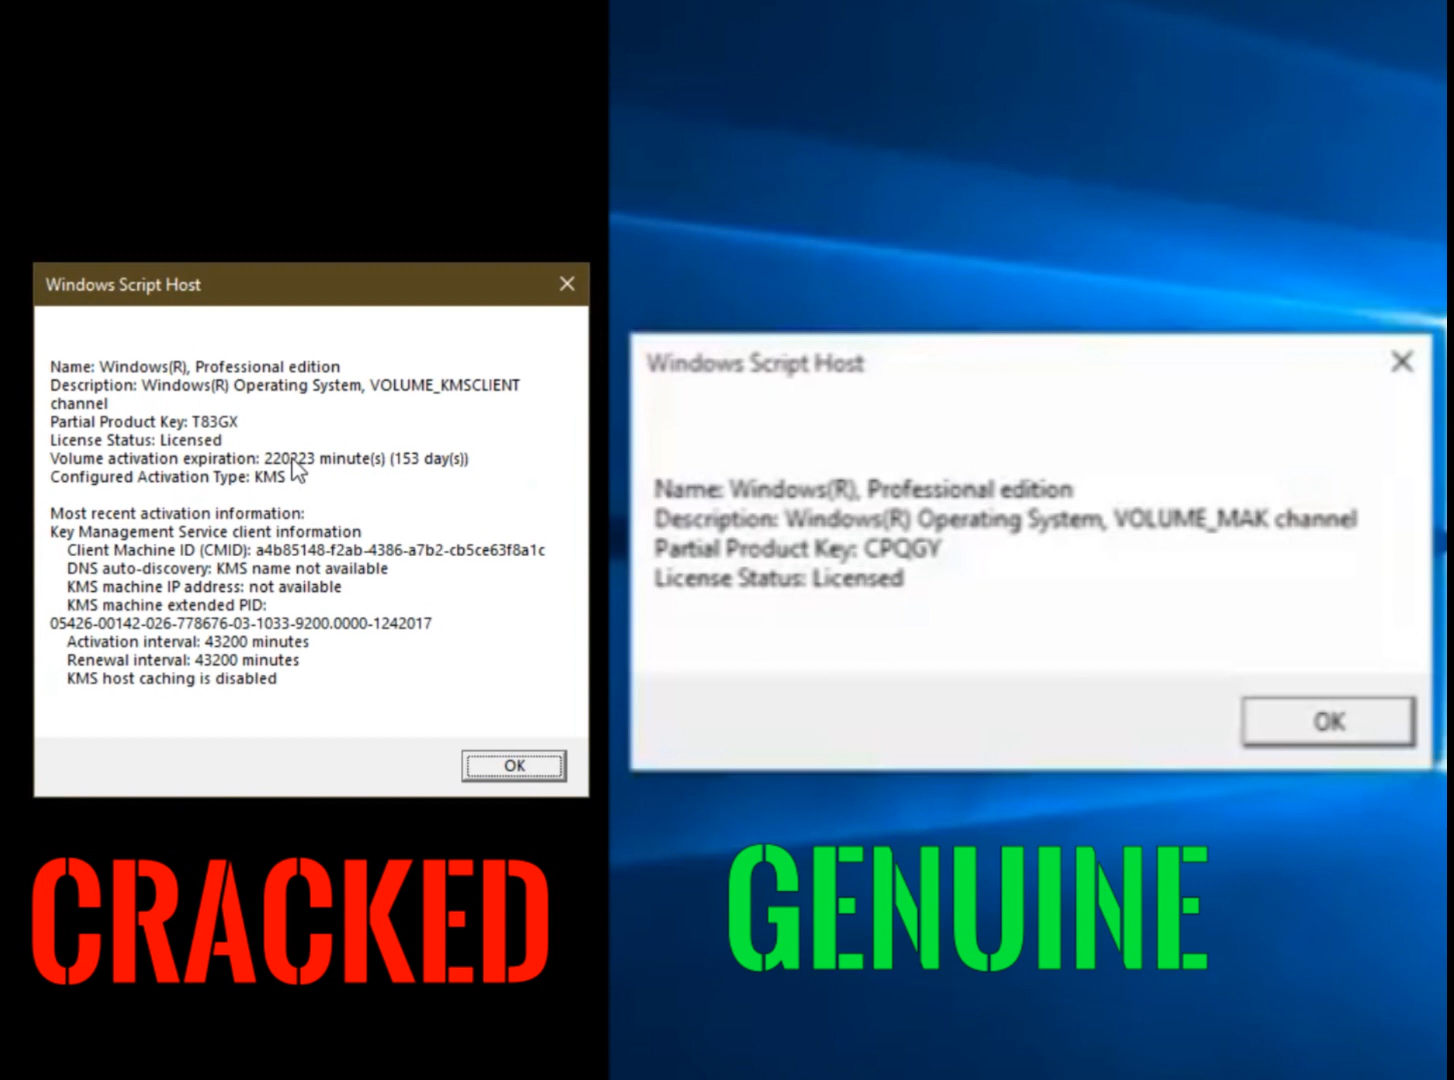 Windows Script Host
Name: Windows(R), Professional edition
Description: Windows(R) Operating System, VOLUME_KMSCLIENT
channel
Partial Product Key: T83GX
License Status: Licensed
Volume activation expiration: 220323 minute(s) (153 day(s))
Configured Activation Type: KMS
Most recent activation information:
Key Management Service client information
Client Machine ID (CMID): a4b85148-f2ab-4386-a7b2-cb5ce63f8a1c
DNS auto-discovery: KMS name not available
KMS machine IP address: not available
KMS machine extended PID:
05426-00142-026-778676-03-1033-9200.0000-1242017
Activation interval: 43200 minutes
Renewal interval: 43200 minutes
KMS host caching is disabled
OK
CRACKED
Windows Script Host
Name: Windows(R), Professional edition
Description: Windows(R) Operating System, VOLUME_MAK channel
Partial Product Key: CPQGY
License Status: Licensed
OK
GENUINE